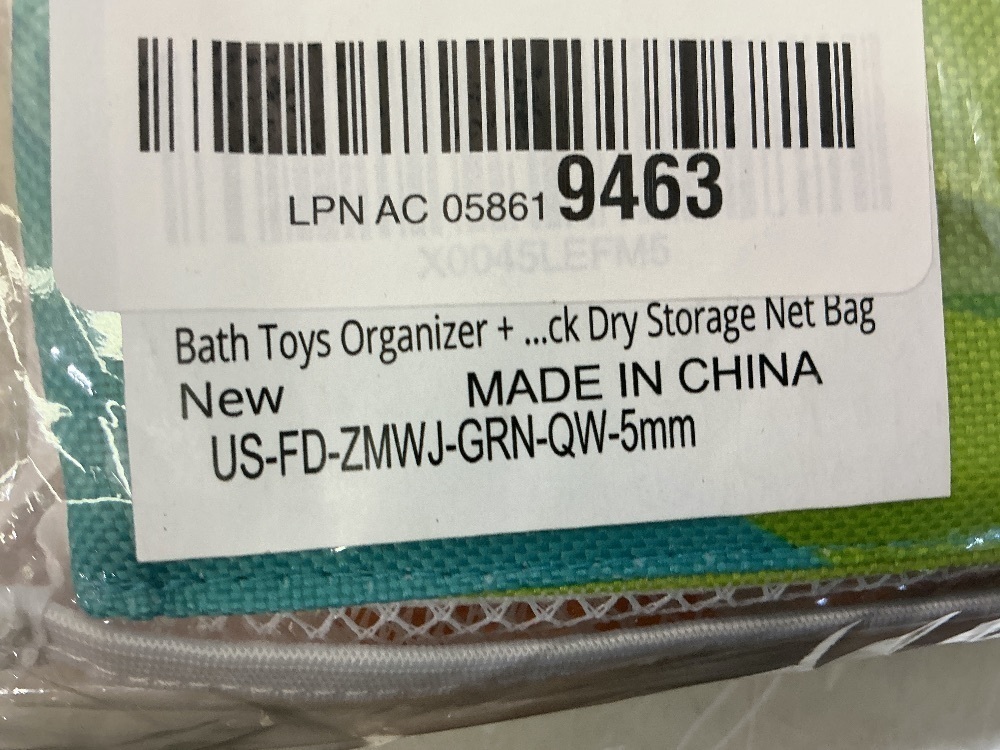 LPN AC 05861 9463
X0045LEFM5
Bath Toys Organizer + ...ck Dry Storage Net Bag
New MADE IN CHINA
US-FD-ZMWJ-GRN-QW-5mm